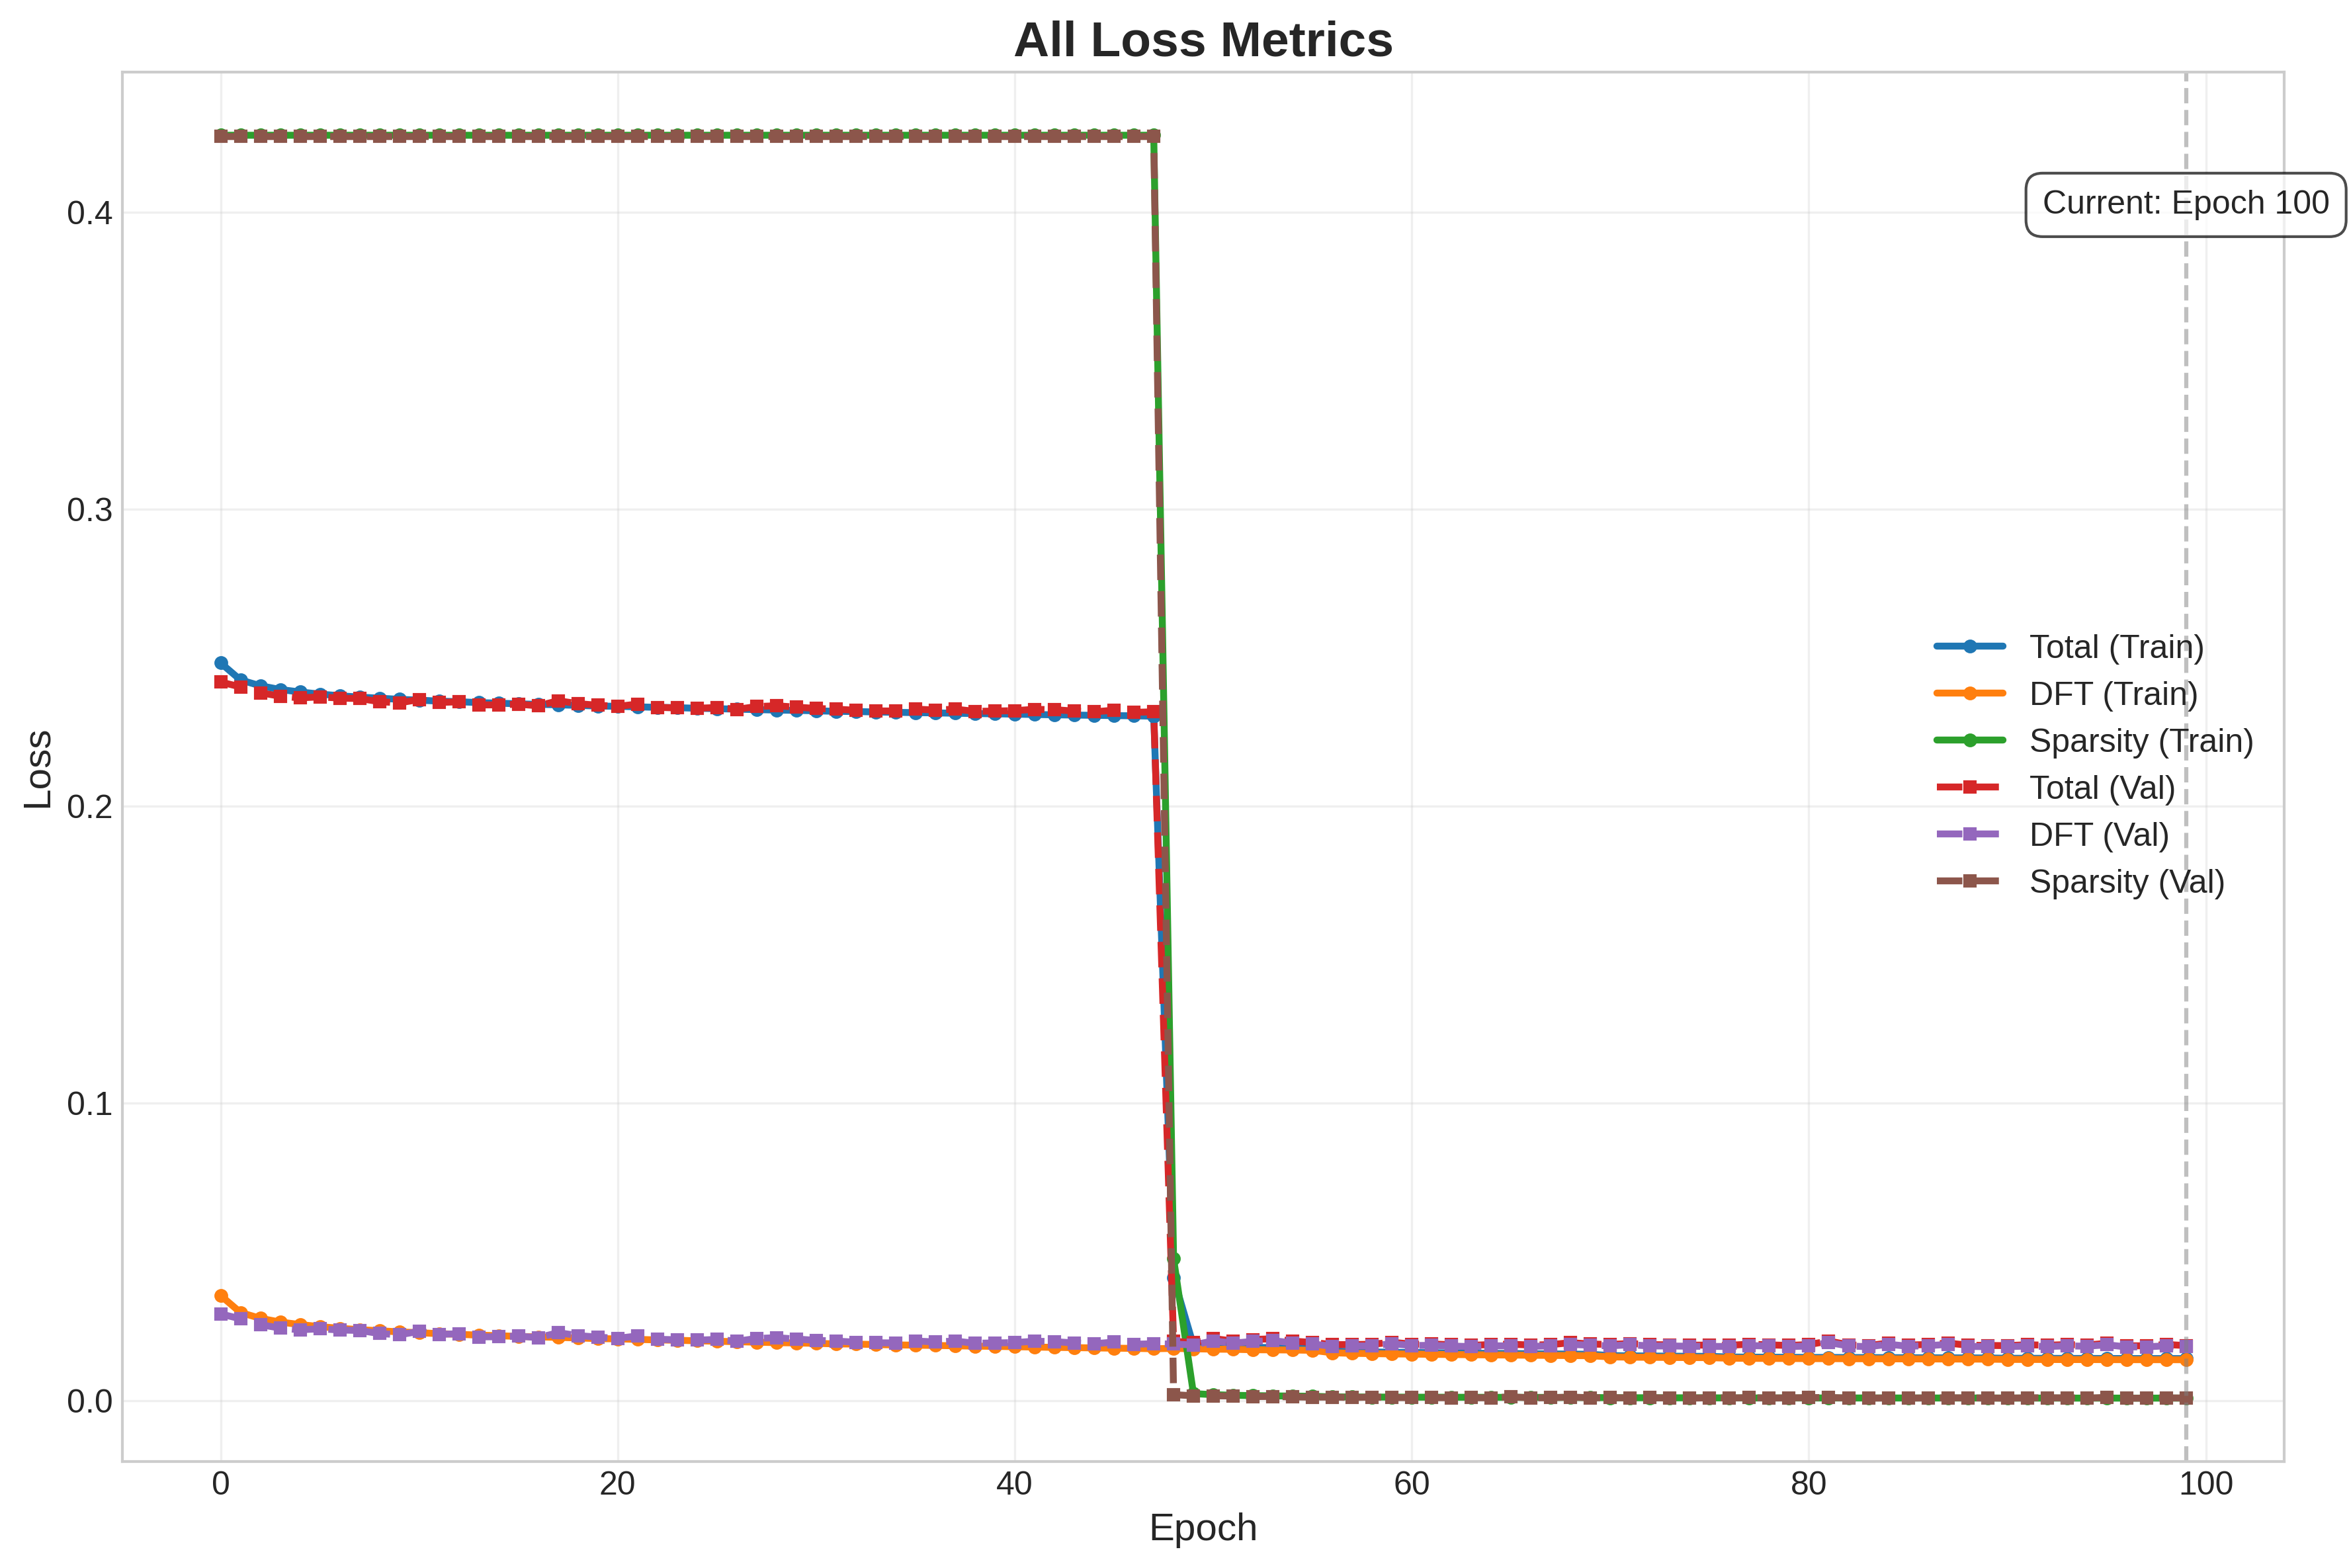 All Loss Metrics
Current: Epoch 100
0.4
0.3
0.2
0.1
0.0
Loss
Total (Train)
DFT (Train)
Sparsity (Train)
Total (Val)
DFT (Val)
Sparsity (Val)
0
20
40
60
80
100
Epoch